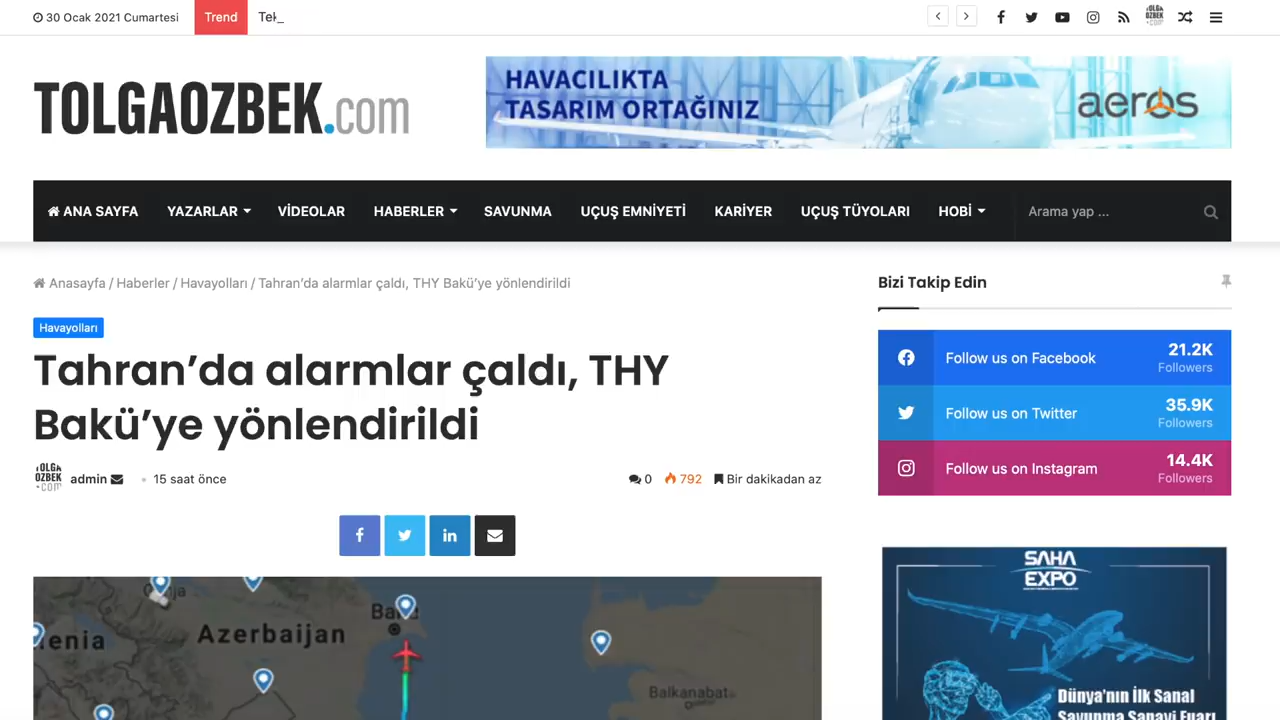 30 Ocak 2021 Cumartesi Trend Tek_
TOLGAOZBEK.com
HAVACILIKTA
TASARIM ORTAĞINIZ
aeros
ANA SAYFA YAZARLAR VİDEOLAR HABERLER SAVUNMA UÇUŞ EMNİYETİ KARİYER UÇUŞ TÜYOLARI HOBİ Arama yap ...
Anasayfa / Haberler / Havayolları / Tahran’da alarmlar çaldı, THY Bakü’ye yönlendirildi
Havayolları
Tahran’da alarmlar çaldı, THY
Bakü’ye yönlendirildi
admin 15 saat önce 0 792 Bir dakikadan az
Azerbaijan
Balkanabat
Bizi Takip Edin
Follow us on Facebook 21.2K Followers
Follow us on Twitter 35.9K Followers
Follow us on Instagram 14.4K Followers
SAHA
EXPO
Dünya’nın İlk Sanal
Savunma Sanayi Fuarı